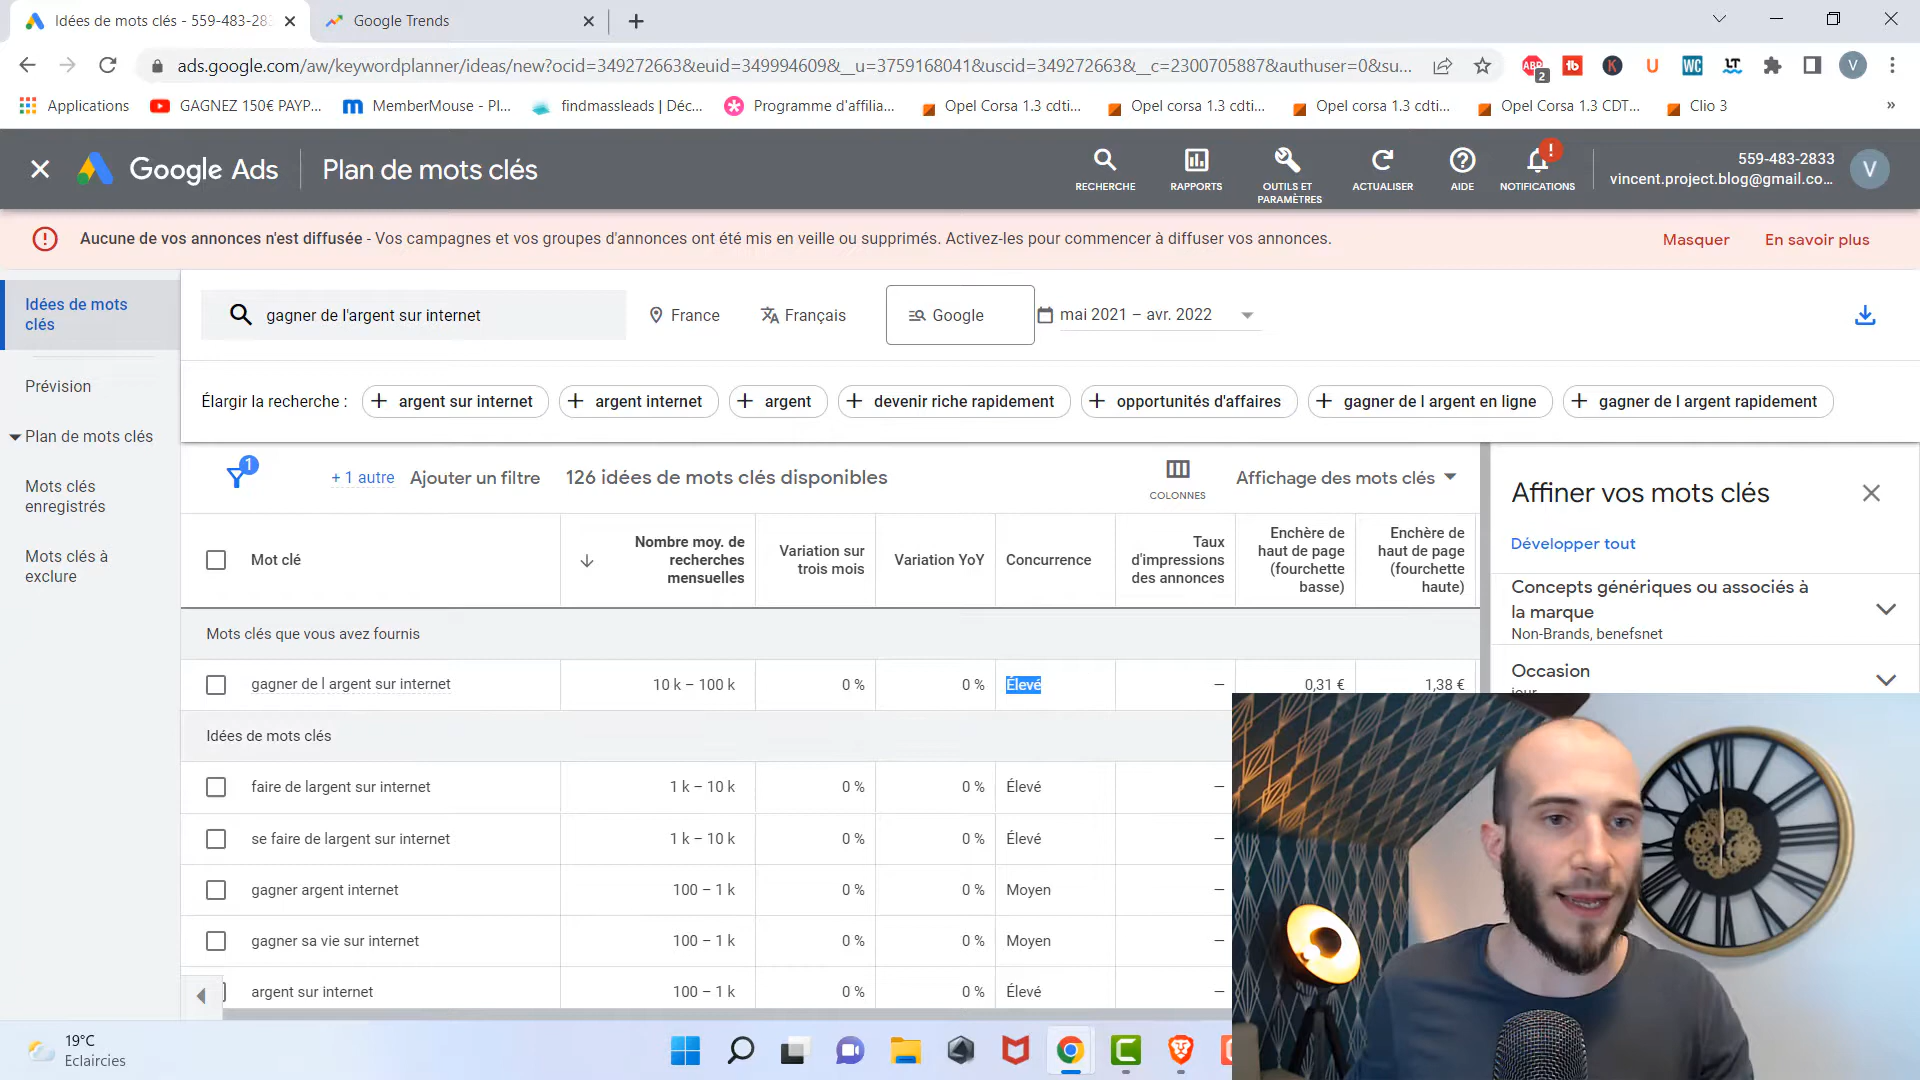 Idées de mots clés - 559-483-283
Google Trends
ads.google.com/aw/keywordplanner/ideas/new?ocid=349272663&euid=349994609&__u=3759168041&uscid=349272663&__c=2300705887&authuser=0&su...
ABP
2
tb
K
U
WC
LT
V
Applications
GAGNEZ 150€ PAYP...
MemberMouse - Pl...
findmassleads | Déc...
Programme d'affilia...
Opel Corsa 1.3 cdti...
Opel corsa 1.3 cdti...
Opel corsa 1.3 cdti...
Opel Corsa 1.3 CDT...
Clio 3
»
Google Ads
Plan de mots clés
RECHERCHE
RAPPORTS
OUTILS ET
PARAMÈTRES
ACTUALISER
AIDE
NOTIFICATIONS
!
559-483-2833
vincent.project.blog@gmail.co...
V
Aucune de vos annonces n'est diffusée - Vos campagnes et vos groupes d'annonces ont été mis en veille ou supprimés. Activez-les pour commencer à diffuser vos annonces.
Masquer
En savoir plus
Idées de mots
clés
Prévision
Plan de mots clés
Mots clés
enregistrés
Mots clés à
exclure
gagner de l'argent sur internet
France
Français
Google
mai 2021 – avr. 2022
Élargir la recherche :
argent sur internet
argent internet
argent
devenir riche rapidement
opportunités d'affaires
gagner de l argent en ligne
gagner de l argent rapidement
1
+ 1 autre
Ajouter un filtre
126 idées de mots clés disponibles
COLONNES
Affichage des mots clés
Mot clé
Nombre moy. de
recherches
mensuelles
Variation sur
trois mois
Variation YoY
Concurrence
Taux
d'impressions
des annonces
Enchère de
haut de page
(fourchette
basse)
Enchère de
haut de page
(fourchette
haute)
Mots clés que vous avez fournis
gagner de l argent sur internet 10 k – 100 k 0 % 0 % Élevé – 0,31 € 1,38 €
Idées de mots clés
faire de largent sur internet 1 k – 10 k 0 % 0 % Élevé –
se faire de largent sur internet 1 k – 10 k 0 % 0 % Élevé –
gagner argent internet 100 – 1 k 0 % 0 % Moyen –
gagner sa vie sur internet 100 – 1 k 0 % 0 % Moyen –
argent sur internet 100 – 1 k 0 % 0 % Élevé –
Affiner vos mots clés
Développer tout
Concepts génériques ou associés à
la marque
Non-Brands, benefsnet
Occasion
jour
19°C
Eclaircies